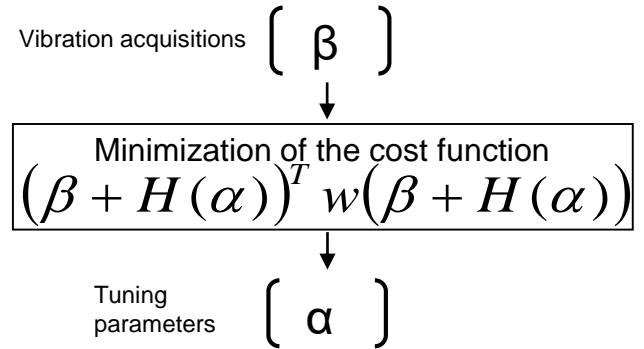 Vibration acquisitions [ β ]
Minimization of the cost function
(β + H(α))ᵀ w(β + H(α))
Tuning
parameters [ α ]